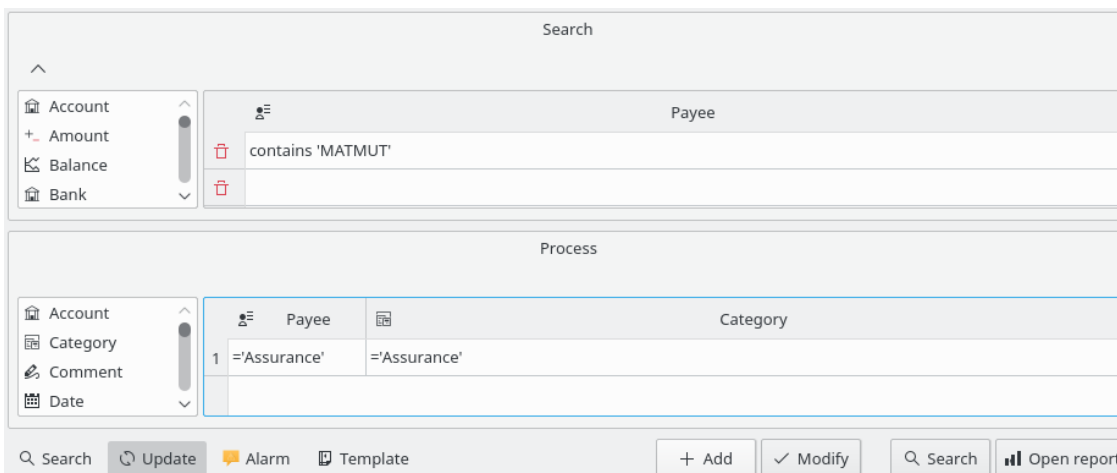 Search
Account
Amount
Balance
Bank
Payee
contains 'MATMUT'
Process
Account
Category
Comment
Date
Payee
Category
1
='Assurance'
='Assurance'
Search
Update
Alarm
Template
Add
Modify
Search
Open repor